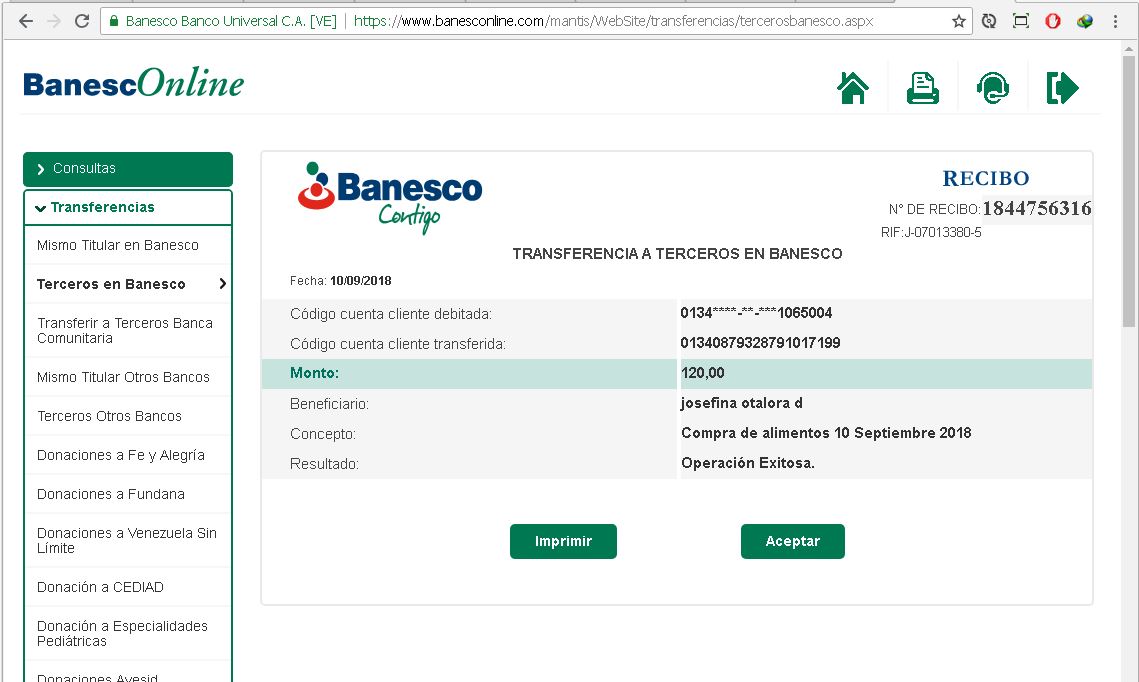 Banesco Banco Universal C.A. [VE] | https://www.banesconline.com/mantis/WebSite/transferencias/tercerosbanesco.aspx
BanescOnline
Consultas
Transferencias
Mismo Titular en Banesco
Terceros en Banesco
Transferir a Terceros Banca
Comunitaria
Mismo Titular Otros Bancos
Terceros Otros Bancos
Donaciones a Fe y Alegría
Donaciones a Fundana
Donaciones a Venezuela Sin
Límite
Donación a CEDIAD
Donación a Especialidades
Pediátricas
Donaciones Avesid
Banesco
Contigo
RECIBO
N° DE RECIBO: 1844756316
RIF:J-07013380-5
TRANSFERENCIA A TERCEROS EN BANESCO
Fecha: 10/09/2018
Código cuenta cliente debitada: 0134****-**-***1065004
Código cuenta cliente transferida: 01340879328791017199
Monto: 120,00
Beneficiario: josefina otalora d
Concepto: Compra de alimentos 10 Septiembre 2018
Resultado: Operación Exitosa.
Imprimir Aceptar